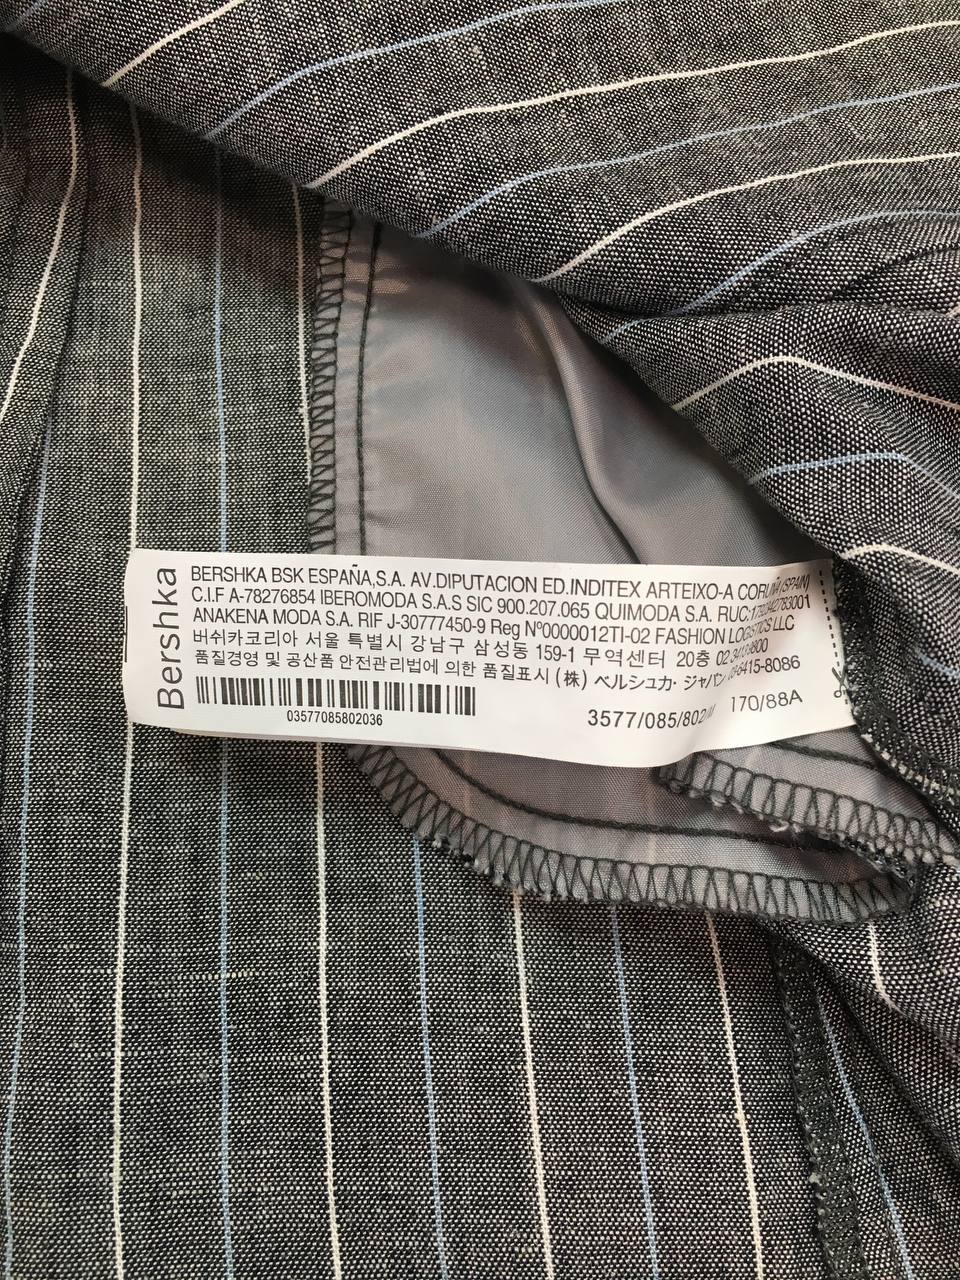 Bershka
BERSHKA BSK ESPAÑA,S.A. AV.DIPUTACION ED.INDITEX ARTEIXO-A CORUÑA (SPAIN)
C.I.F A-78276854 IBEROMODA S.A.S SIC 900.207.065 QUIMODA S.A. RUC:
ANAKENA MODA S.A. RIF J-30777450-9 Reg Nº0000012TI-02 FASHION LOGISTICS LLC
버쉬카코리아 서울 특별시 강남구 삼성동 159-1 무역센터 20층
품질경영 및 공산품 안전관리법에 의한 품질표시 (株) ベルシュカ・ジャパン
03577085802036
3577/085/802/M 170/88A